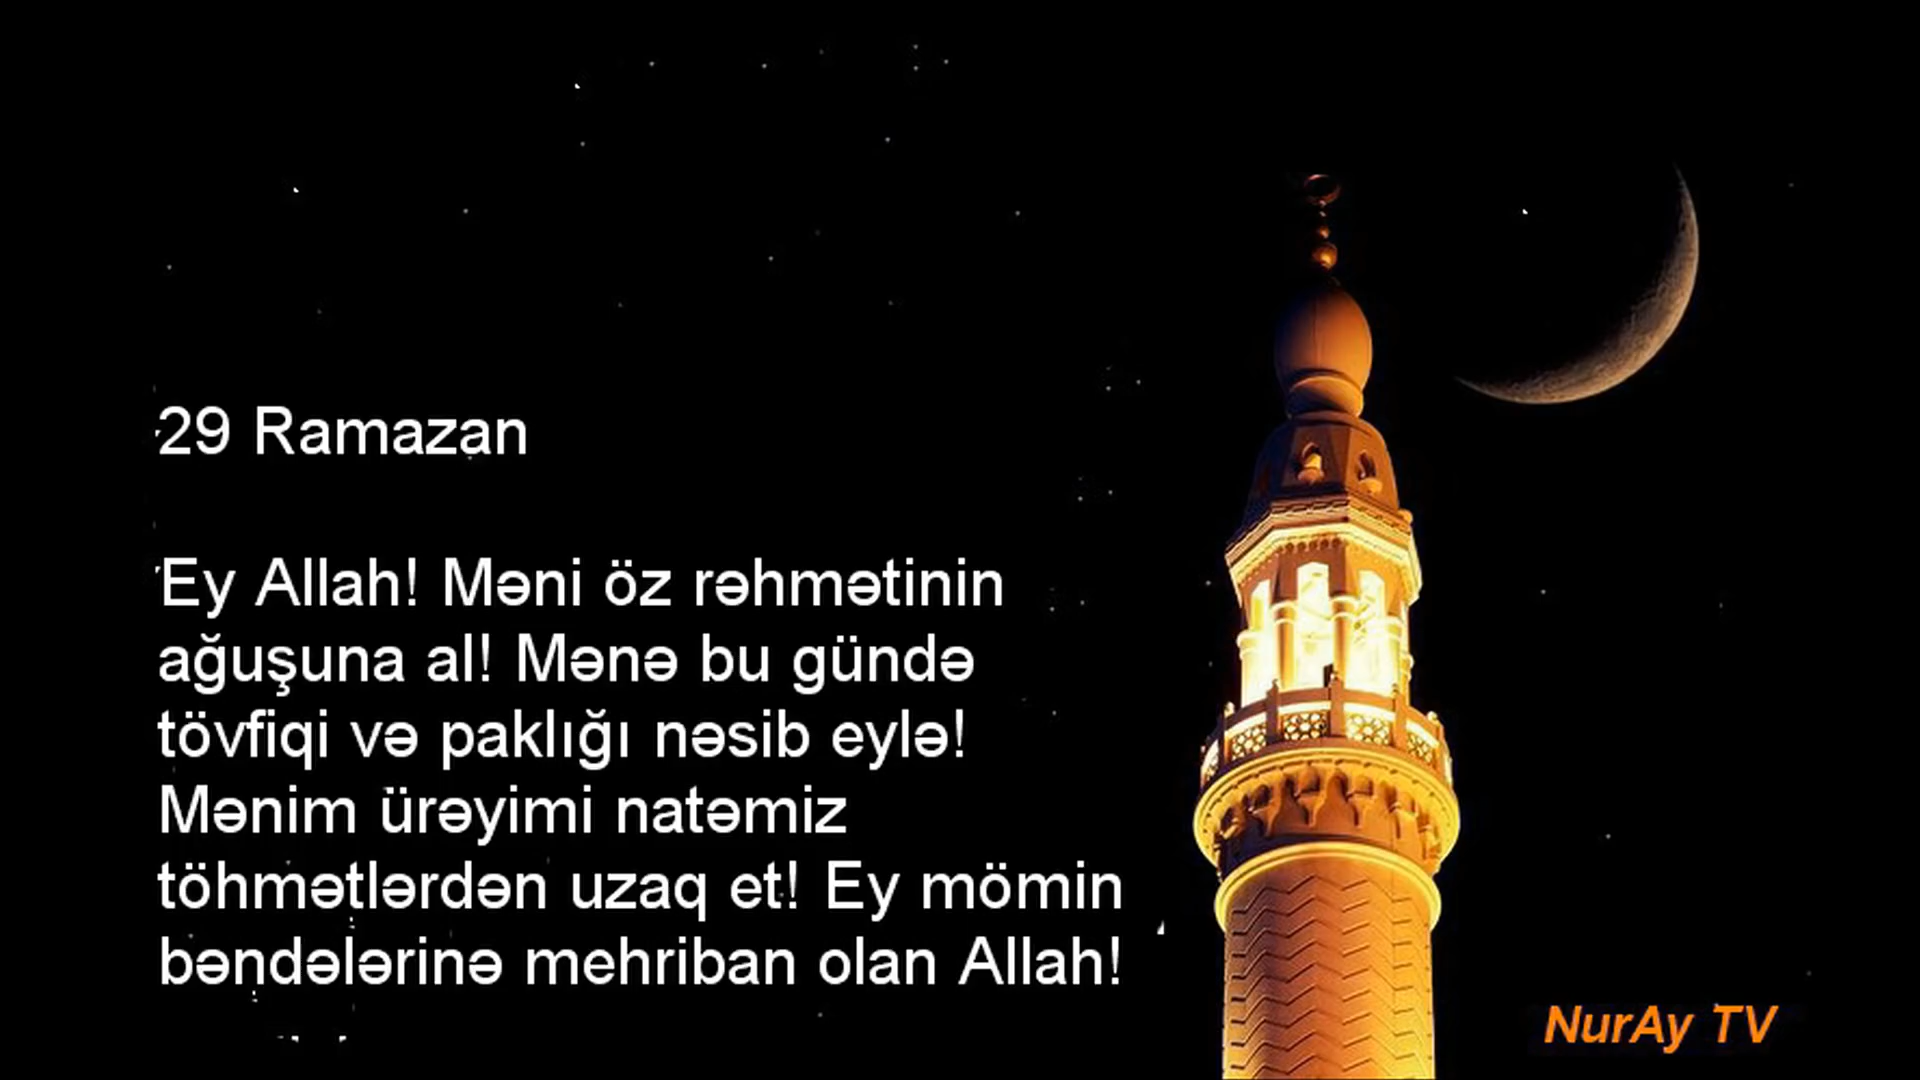 29 Ramazan
Ey Allah! Məni öz rəhmətinin
ağuşuna al! Mənə bu gündə
tövfiqi və paklığı nəsib eylə!
Mənim ürəyimi natəmiz
töhmətlərdən uzaq et! Ey mömin
bəndələrinə mehriban olan Allah!
NurAy TV